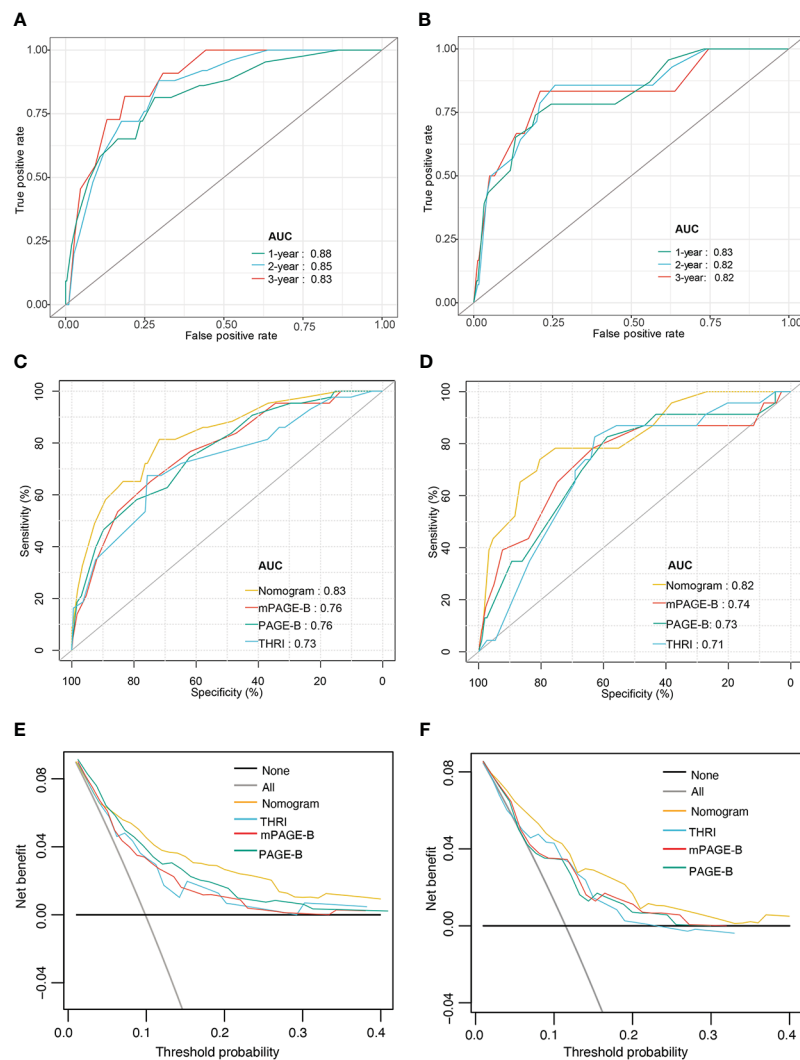 A
1.00
0.75
0.50
0.25
0.00
True positive rate
AUC
1-year : 0.88
2-year : 0.85
3-year : 0.83
0.00 0.25 0.50 0.75 1.00
False positive rate
B
1.00
0.75
0.50
0.25
0.00
True positive rate
AUC
1-year : 0.83
2-year : 0.82
3-year: 0.82
0.00 0.25 0.50 0.75 1.00
False positive rate
C
100
80
60
40
20
0
Sensitivity (%)
AUC
Nomogram : 0.83
mPAGE-B : 0.76
PAGE-B : 0.76
THRI : 0.73
100 80 60 40 20 0
Specificity (%)
D
100
80
60
40
20
0
Sensitivity (%)
AUC
Nomogram : 0.82
mPAGE-B : 0.74
PAGE-B: 0.73
THRI : 0.71
100 80 60 40 20 0
Specificity (%)
E
0.08
0.04
0.00
−0.04
Net benefit
None
All
Nomogram
THRI
mPAGE-B
PAGE-B
0.0 0.1 0.2 0.3 0.4
Threshold probability
F
0.08
0.04
0.00
−0.04
Net benefit
None
All
Nomogram
THRI
mPAGE-B
PAGE-B
0.0 0.1 0.2 0.3 0.4
Threshold probability